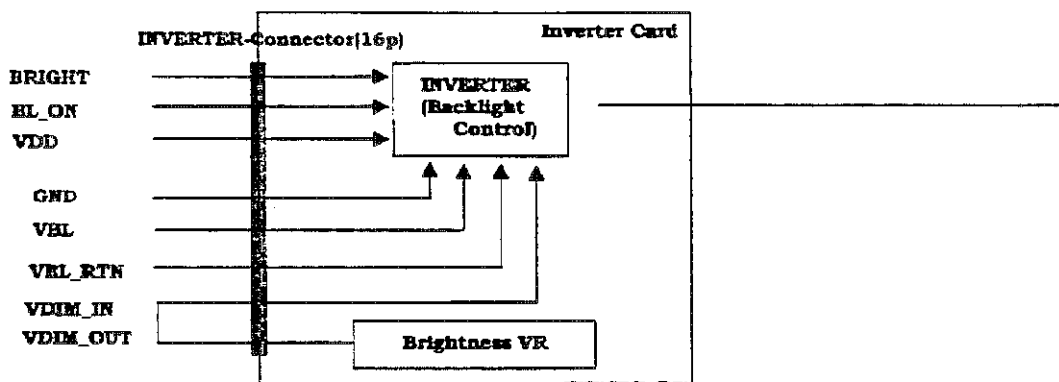 Inverter Card
INVERTER-Connector(16p)
BRIGHT
BL_ON
VDD
GND
VBL
VBL_RTN
VDIM_IN
VDIM_OUT
INVERTER
(Backlight
Control)
Brightness VR